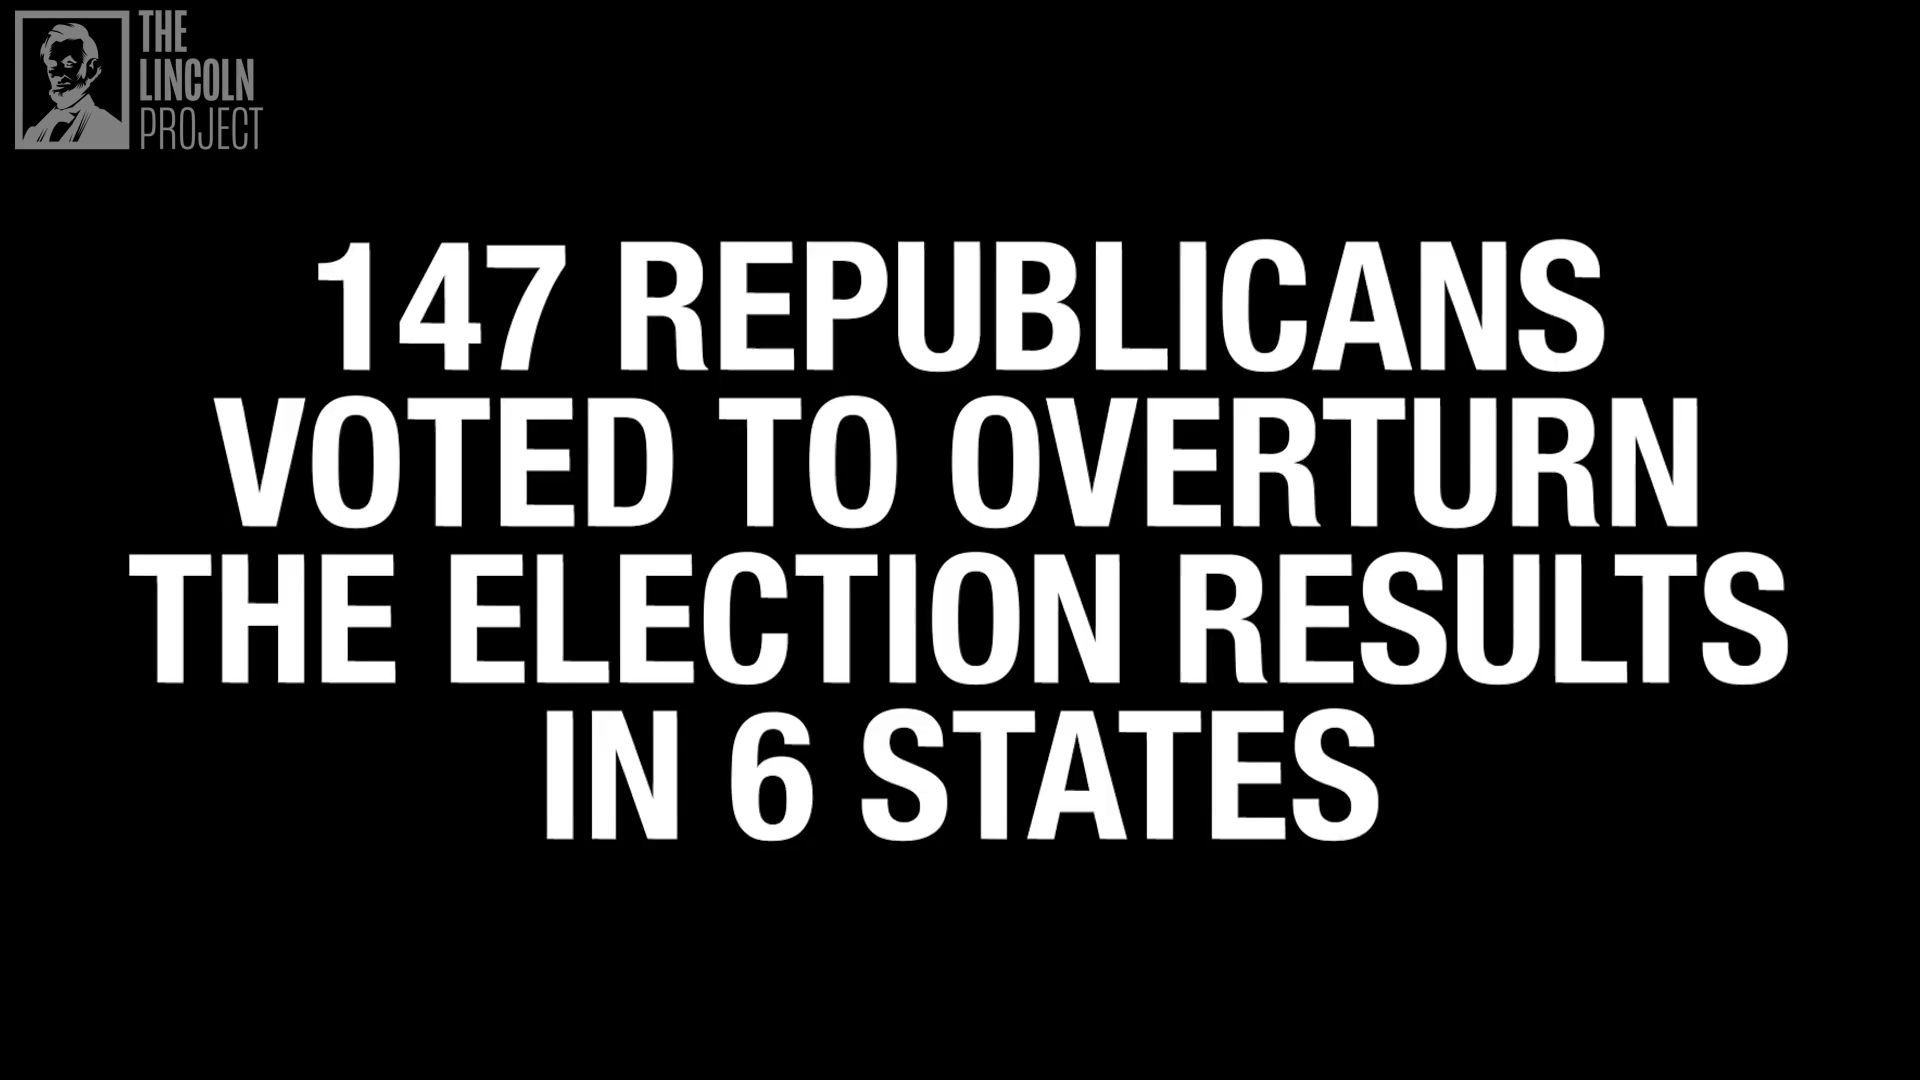 THE
LINCOLN
PROJECT
147 REPUBLICANS
VOTED TO OVERTURN
THE ELECTION RESULTS
IN 6 STATES